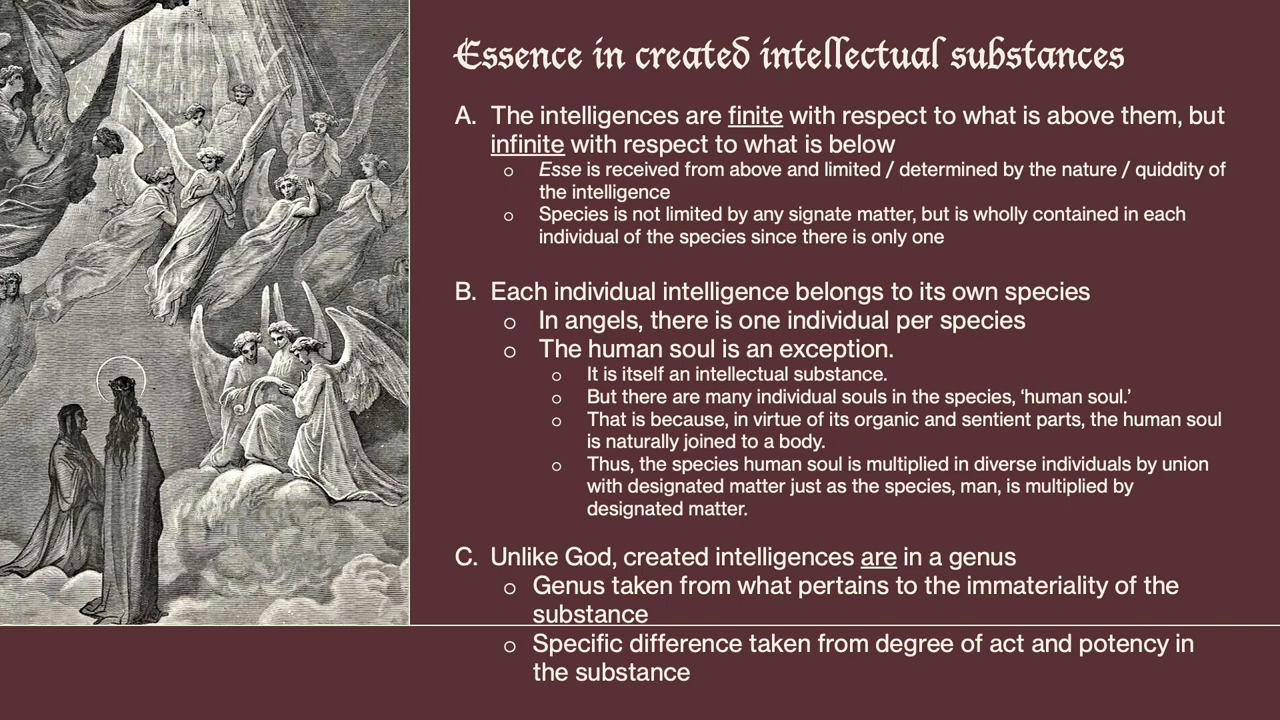 Essence in created intellectual substances
A. The intelligences are finite with respect to what is above them, but
infinite with respect to what is below
○ Esse is received from above and limited / determined by the nature / quiddity of
the intelligence
○ Species is not limited by any signate matter, but is wholly contained in each
individual of the species since there is only one
B. Each individual intelligence belongs to its own species
○ In angels, there is one individual per species
○ The human soul is an exception.
○ It is itself an intellectual substance.
○ But there are many individual souls in the species, ‘human soul.’
○ That is because, in virtue of its organic and sentient parts, the human soul
is naturally joined to a body.
○ Thus, the species human soul is multiplied in diverse individuals by union
with designated matter just as the species, man, is multiplied by
designated matter.
C. Unlike God, created intelligences are in a genus
○ Genus taken from what pertains to the immateriality of the
substance
○ Specific difference taken from degree of act and potency in
the substance